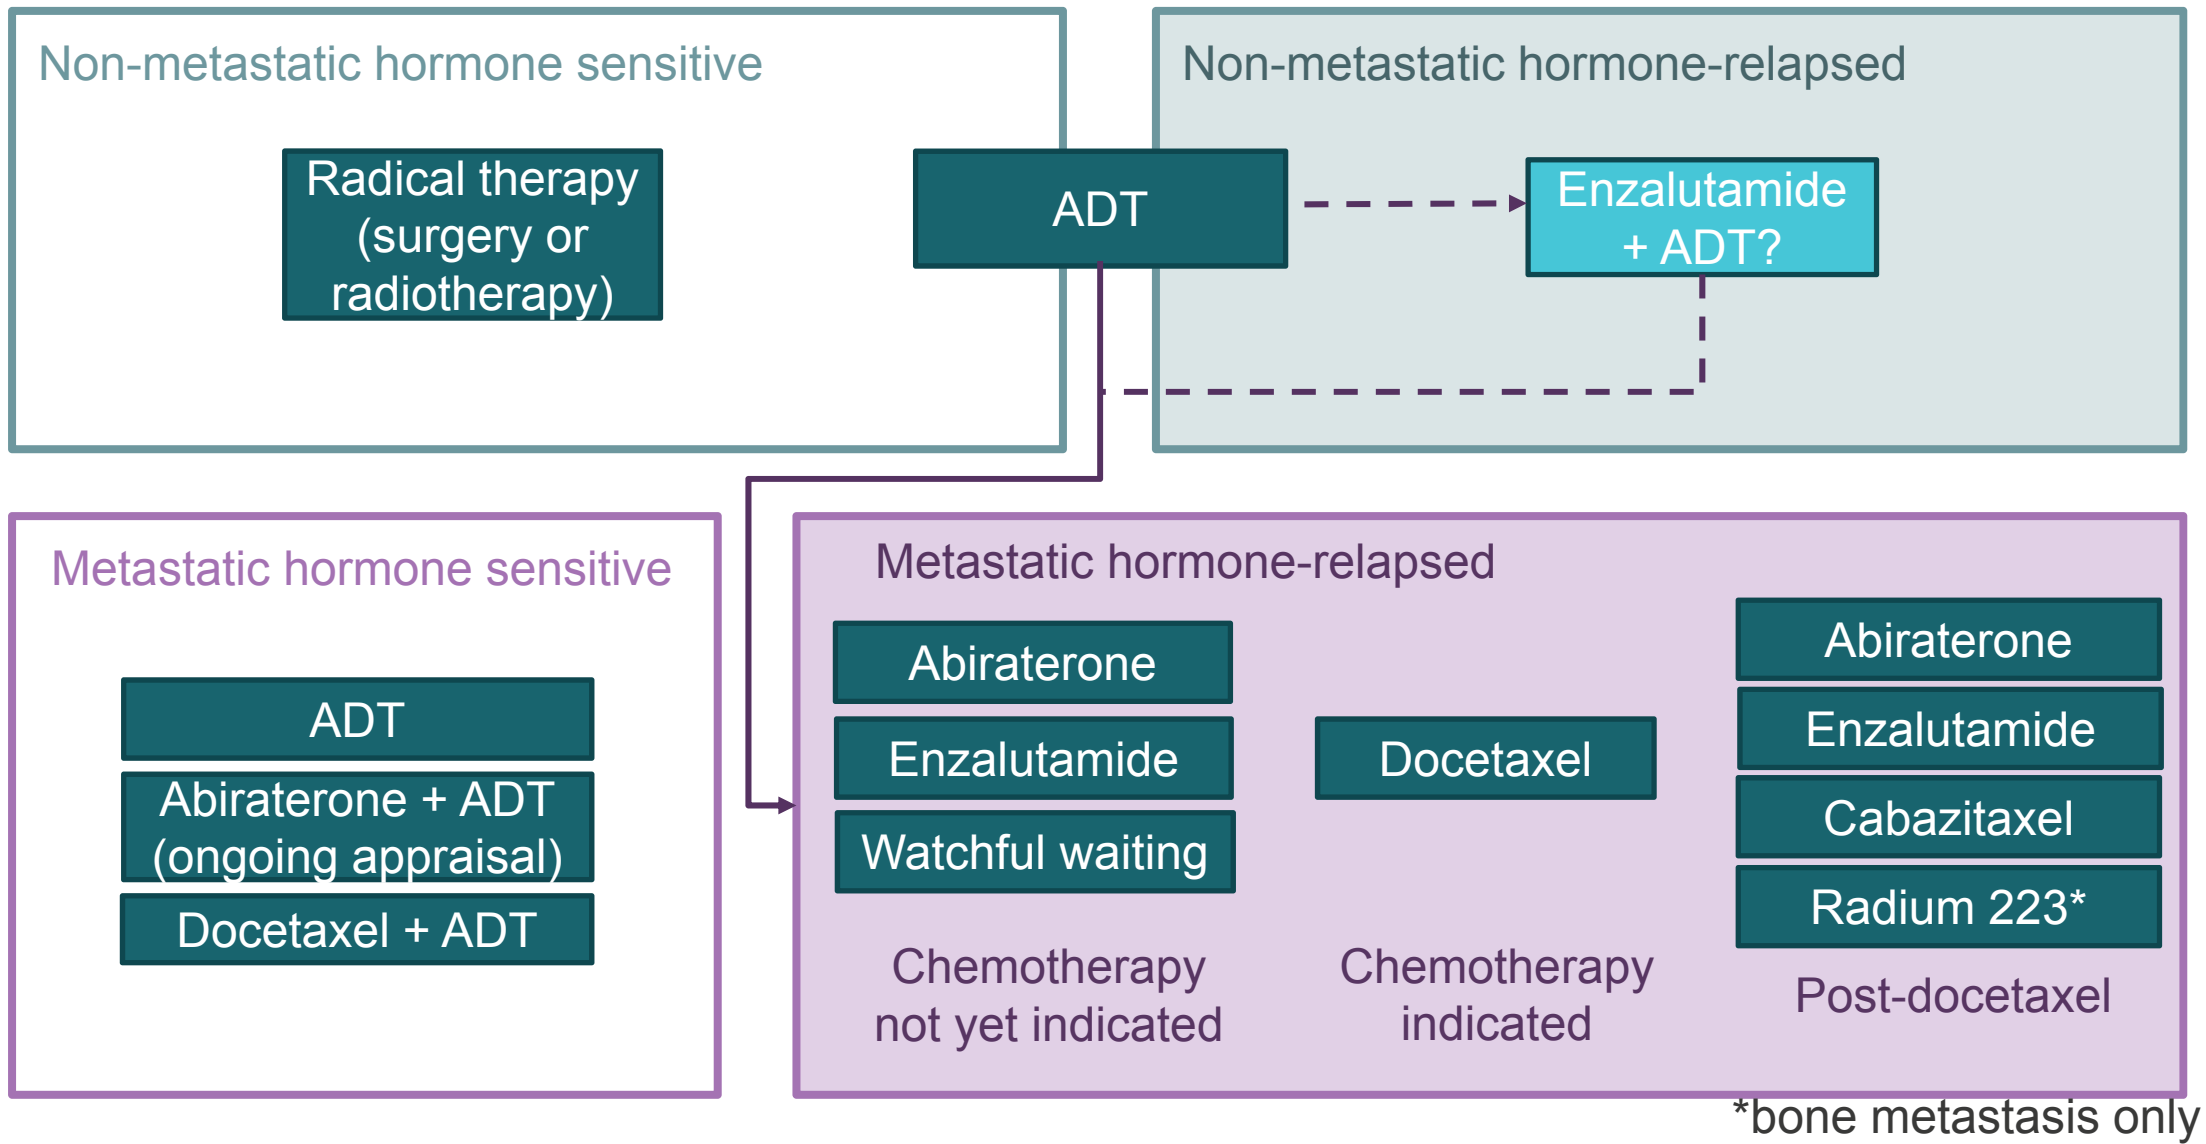 Non-metastatic hormone sensitive
Radical therapy
(surgery or
radiotherapy)
ADT
Non-metastatic hormone-relapsed
Enzalutamide
+ ADT?
Metastatic hormone sensitive
ADT
Abiraterone + ADT
(ongoing appraisal)
Docetaxel + ADT
Metastatic hormone-relapsed
Abiraterone
Enzalutamide
Watchful waiting
Chemotherapy
not yet indicated
Docetaxel
Chemotherapy
indicated
Abiraterone
Enzalutamide
Cabazitaxel
Radium 223*
Post-docetaxel
*bone metastasis only